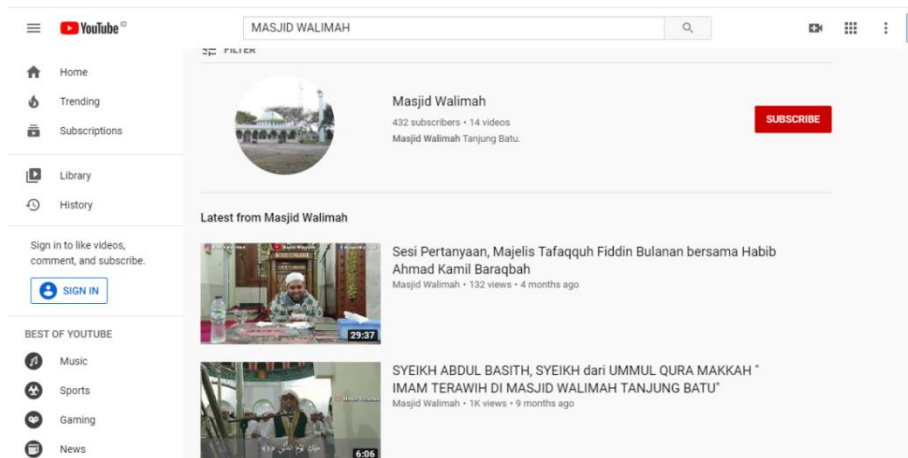 YouTube ID
MASJID WALIMAH
FILTER
Home
Trending
Subscriptions
Library
History
Sign in to like videos,
comment, and subscribe.
SIGN IN
BEST OF YOUTUBE
Music
Sports
Gaming
News
Masjid Walimah
432 subscribers • 14 videos
Masjid Walimah Tanjung Batu.
SUBSCRIBE
Latest from Masjid Walimah
29:37
Sesi Pertanyaan, Majelis Tafaqquh Fiddin Bulanan bersama Habib
Ahmad Kamil Baraqbah
Masjid Walimah • 132 views • 4 months ago
6:06
SYEIKH ABDUL BASITH, SYEIKH dari UMMUL QURA MAKKAH "
IMAM TERAWIH DI MASJID WALIMAH TANJUNG BATU"
Masjid Walimah • 1K views • 9 months ago